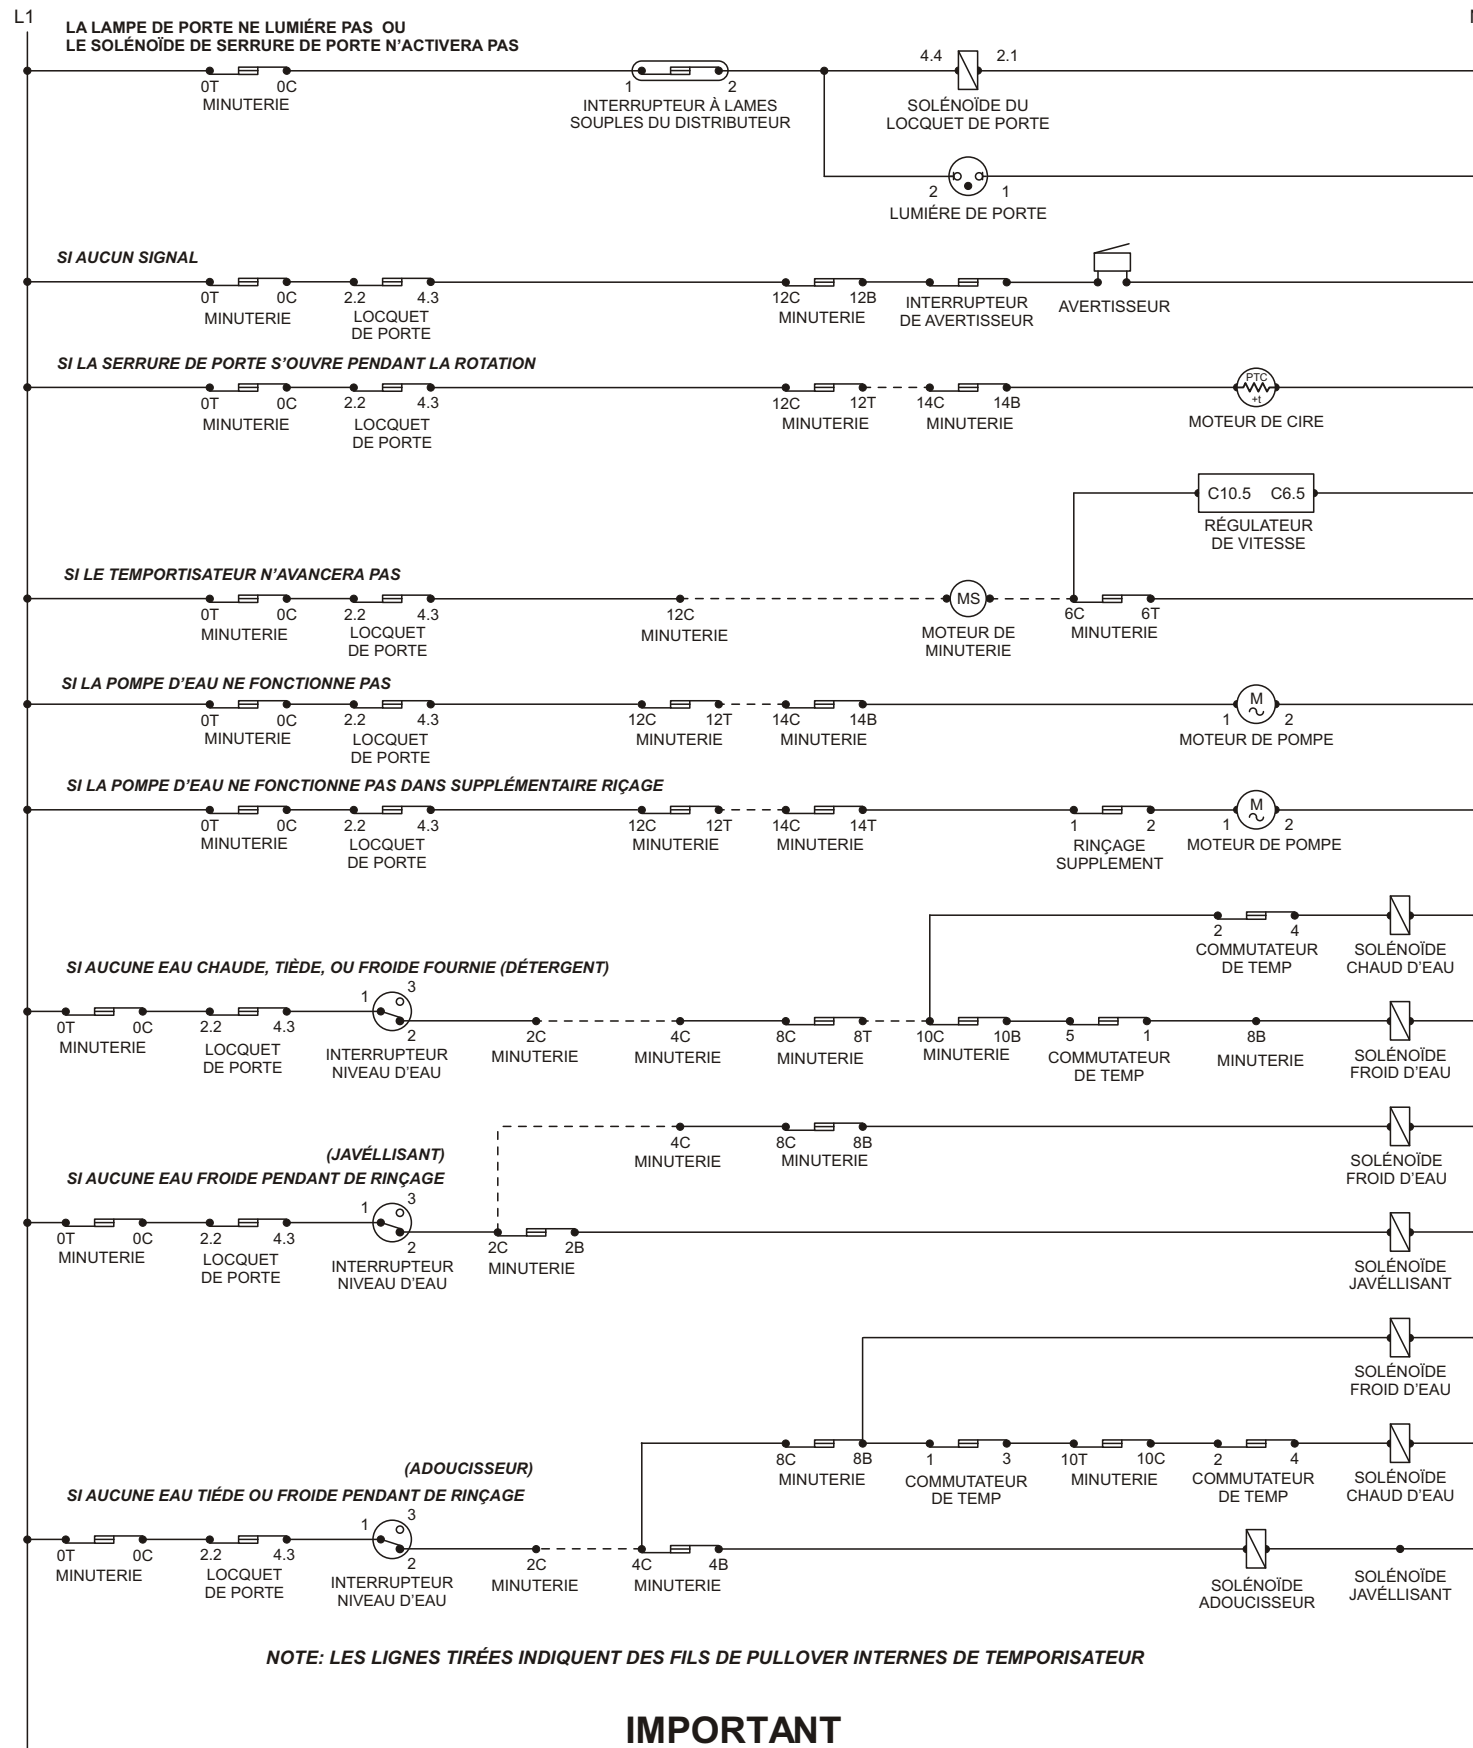 L1
LA LAMPE DE PORTE NE LUMIÉRE PAS OU
LE SOLÉNOÏDE DE SERRURE DE PORTE N'ACTIVERA PAS
0T 0C
MINUTERIE
1 2
INTERRUPTEUR À LAMES
SOUPLES DU DISTRIBUTEUR
4.4 2.1
SOLÉNOÏDE DU
LOCQUET DE PORTE
2 1
LUMIÉRE DE PORTE
SI AUCUN SIGNAL
0T 0C 2.2 4.3 12C 12B
MINUTERIE LOCQUET MINUTERIE INTERRUPTEUR AVERTISSEUR
DE PORTE DE AVERTISSEUR
SI LA SERRURE DE PORTE S'OUVRE PENDANT LA ROTATION
PTC
+t
0T 0C 2.2 4.3 12C 12T 14C 14B
MINUTERIE LOCQUET MINUTERIE MINUTERIE MOTEUR DE CIRE
DE PORTE
C10.5 C6.5
RÉGULATEUR
DE VITESSE
SI LE TEMPORTISATEUR N'AVANCERA PAS
MS
0T 0C 2.2 4.3 12C 6C 6T
MINUTERIE LOCQUET MINUTERIE MOTEUR DE MINUTERIE
DE PORTE MINUTERIE
SI LA POMPE D'EAU NE FONCTIONNE PAS
M
0T 0C 2.2 4.3 12C 12T 14C 14B 1 2
MINUTERIE LOCQUET MINUTERIE MINUTERIE MOTEUR DE POMPE
DE PORTE
SI LA POMPE D'EAU NE FONCTIONNE PAS DANS SUPPLÉMENTAIRE RIÇAGE
M
0T 0C 2.2 4.3 12C 12T 14C 14T 1 2 1 2
MINUTERIE LOCQUET MINUTERIE MINUTERIE RINÇAGE MOTEUR DE POMPE
DE PORTE SUPPLEMENT
2 4
COMMUTATEUR SOLÉNOÏDE
DE TEMP CHAUD D'EAU
SI AUCUNE EAU CHAUDE, TIÈDE, OU FROIDE FOURNIE (DÉTERGENT)
1 3
2
0T 0C 2.2 4.3 2C 4C 8C 8T 10C 10B 5 1 8B
MINUTERIE LOCQUET INTERRUPTEUR MINUTERIE MINUTERIE MINUTERIE MINUTERIE COMMUTATEUR MINUTERIE SOLÉNOÏDE
DE PORTE NIVEAU D'EAU DE TEMP FROID D'EAU
4C 8C 8B
MINUTERIE MINUTERIE SOLÉNOÏDE
FROID D'EAU
(JAVÉLLISANT)
SI AUCUNE EAU FROIDE PENDANT DE RINÇAGE
1 3
2
0T 0C 2.2 4.3 2C 2B
MINUTERIE LOCQUET INTERRUPTEUR MINUTERIE SOLÉNOÏDE
DE PORTE NIVEAU D'EAU JAVÉLLISANT
SOLÉNOÏDE
FROID D'EAU
8C 8B 1 3 10T 10C 2 4
MINUTERIE COMMUTATEUR MINUTERIE COMMUTATEUR SOLÉNOÏDE
DE TEMP DE TEMP CHAUD D'EAU
(ADOUCISSEUR)
SI AUCUNE EAU TIÉDE OU FROIDE PENDANT DE RINÇAGE
1 3
2
0T 0C 2.2 4.3 2C 4C 4B
MINUTERIE LOCQUET INTERRUPTEUR MINUTERIE MINUTERIE SOLÉNOÏDE SOLÉNOÏDE
DE PORTE NIVEAU D'EAU ADOUCISSEUR JAVÉLLISANT
NOTE: LES LIGNES TIRÉES INDIQUENT DES FILS DE PULLOVER INTERNES DE TEMPORISATEUR
IMPORTANT